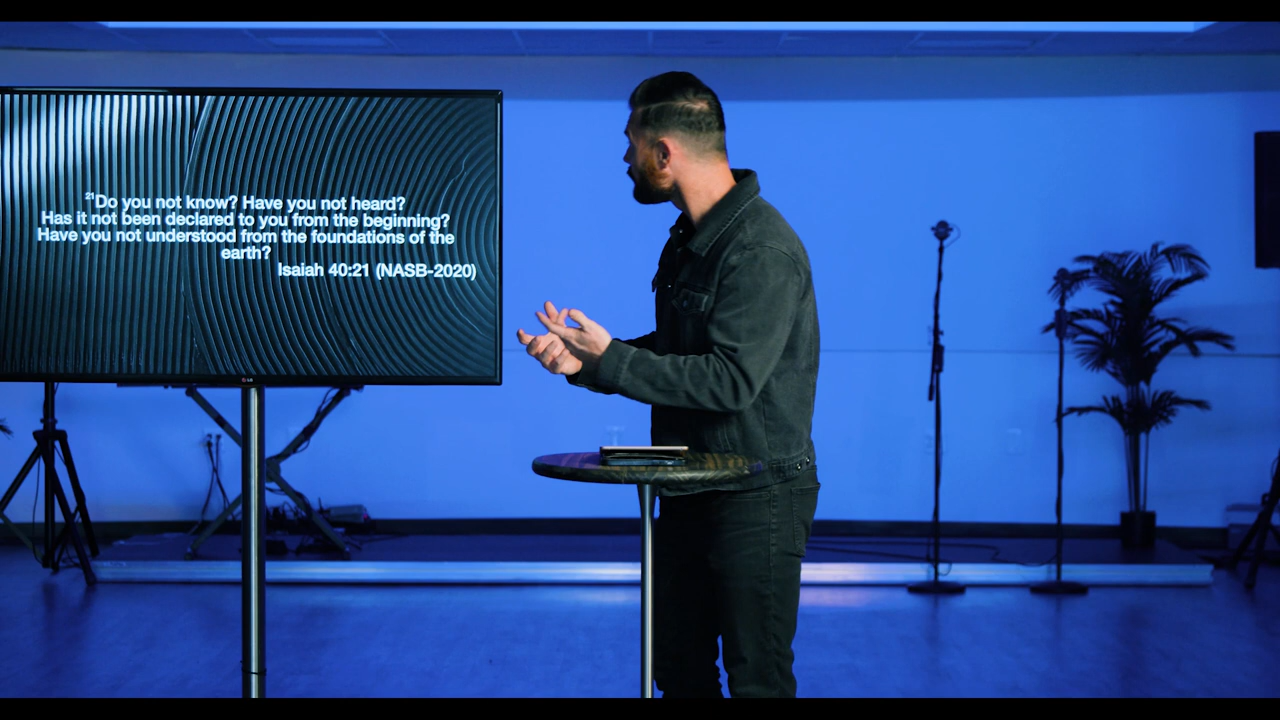 ²¹Do you not know? Have you not heard?
Has it not been declared to you from the beginning?
Have you not understood from the foundations of the
earth?
Isaiah 40:21 (NASB-2020)
LG